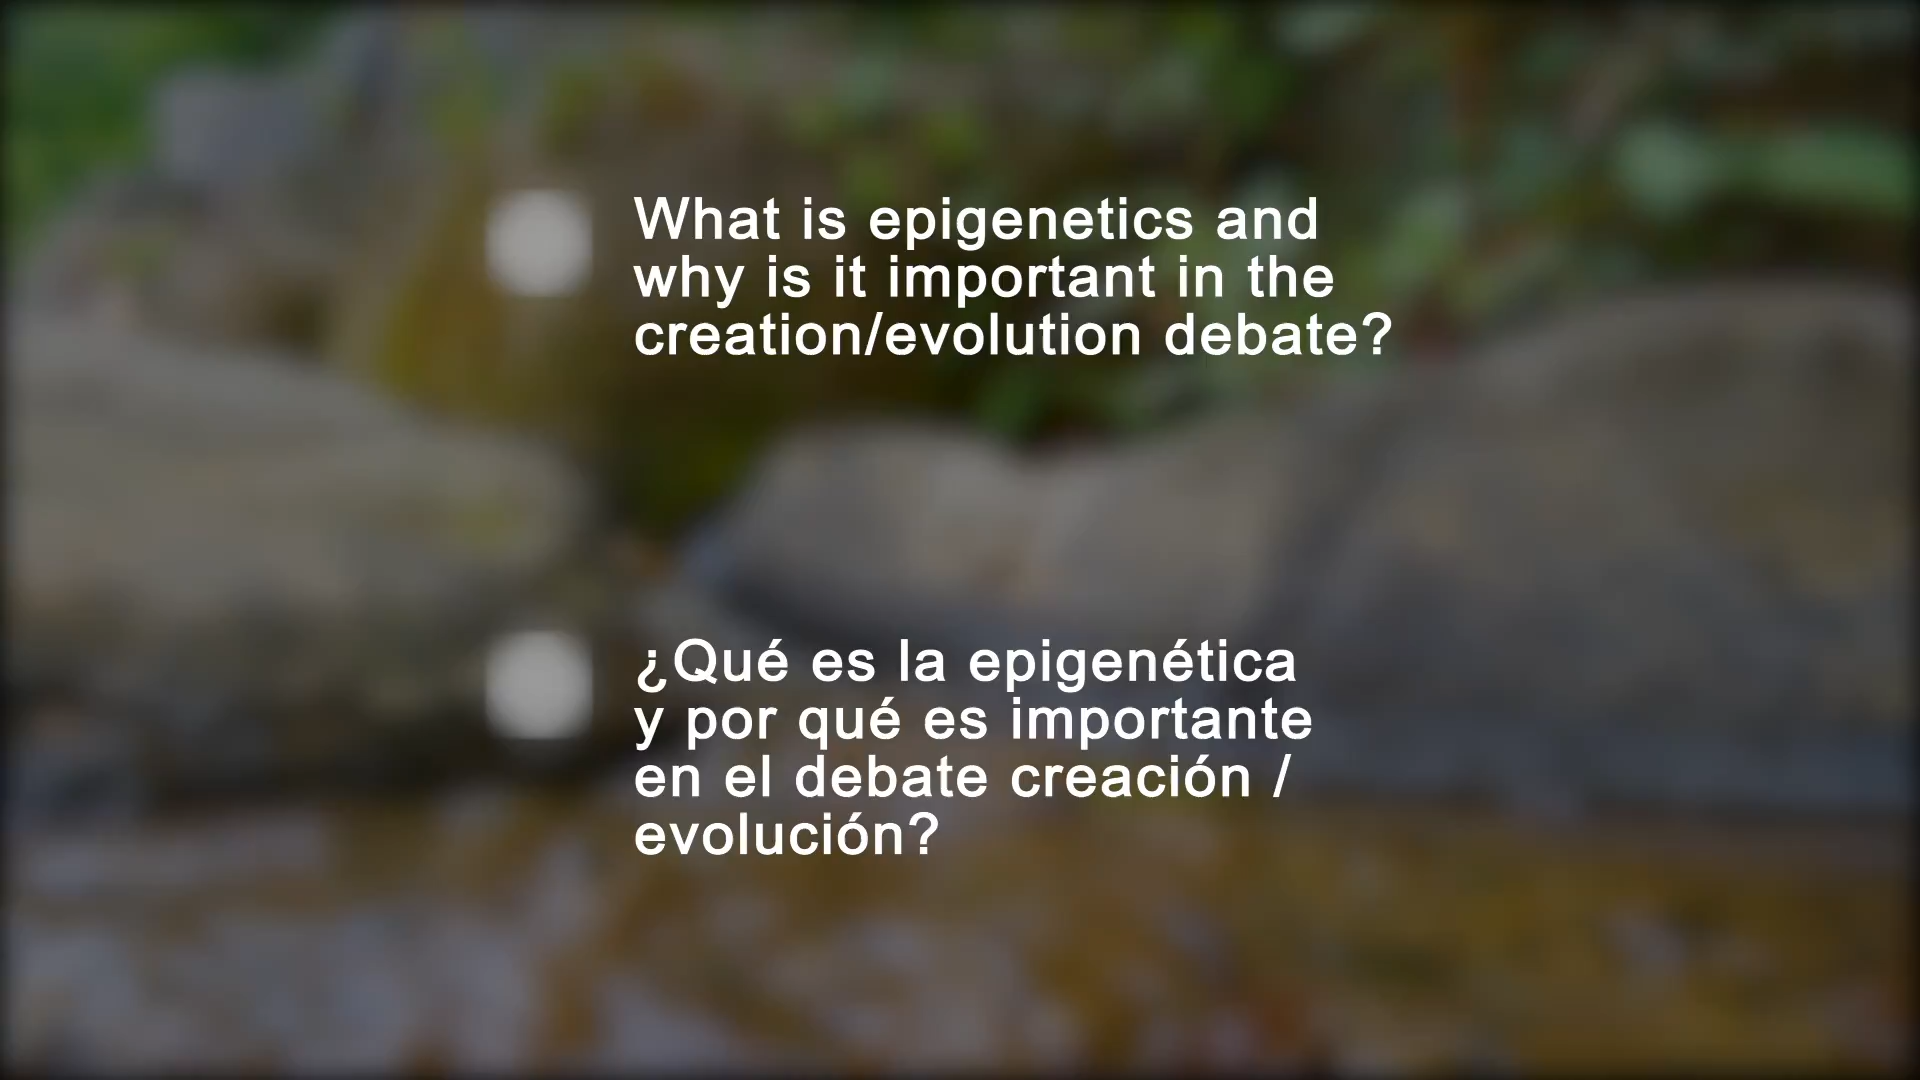 What is epigenetics and
why is it important in the
creation/evolution debate?
¿Qué es la epigenética
y por qué es importante
en el debate creación /
evolución?